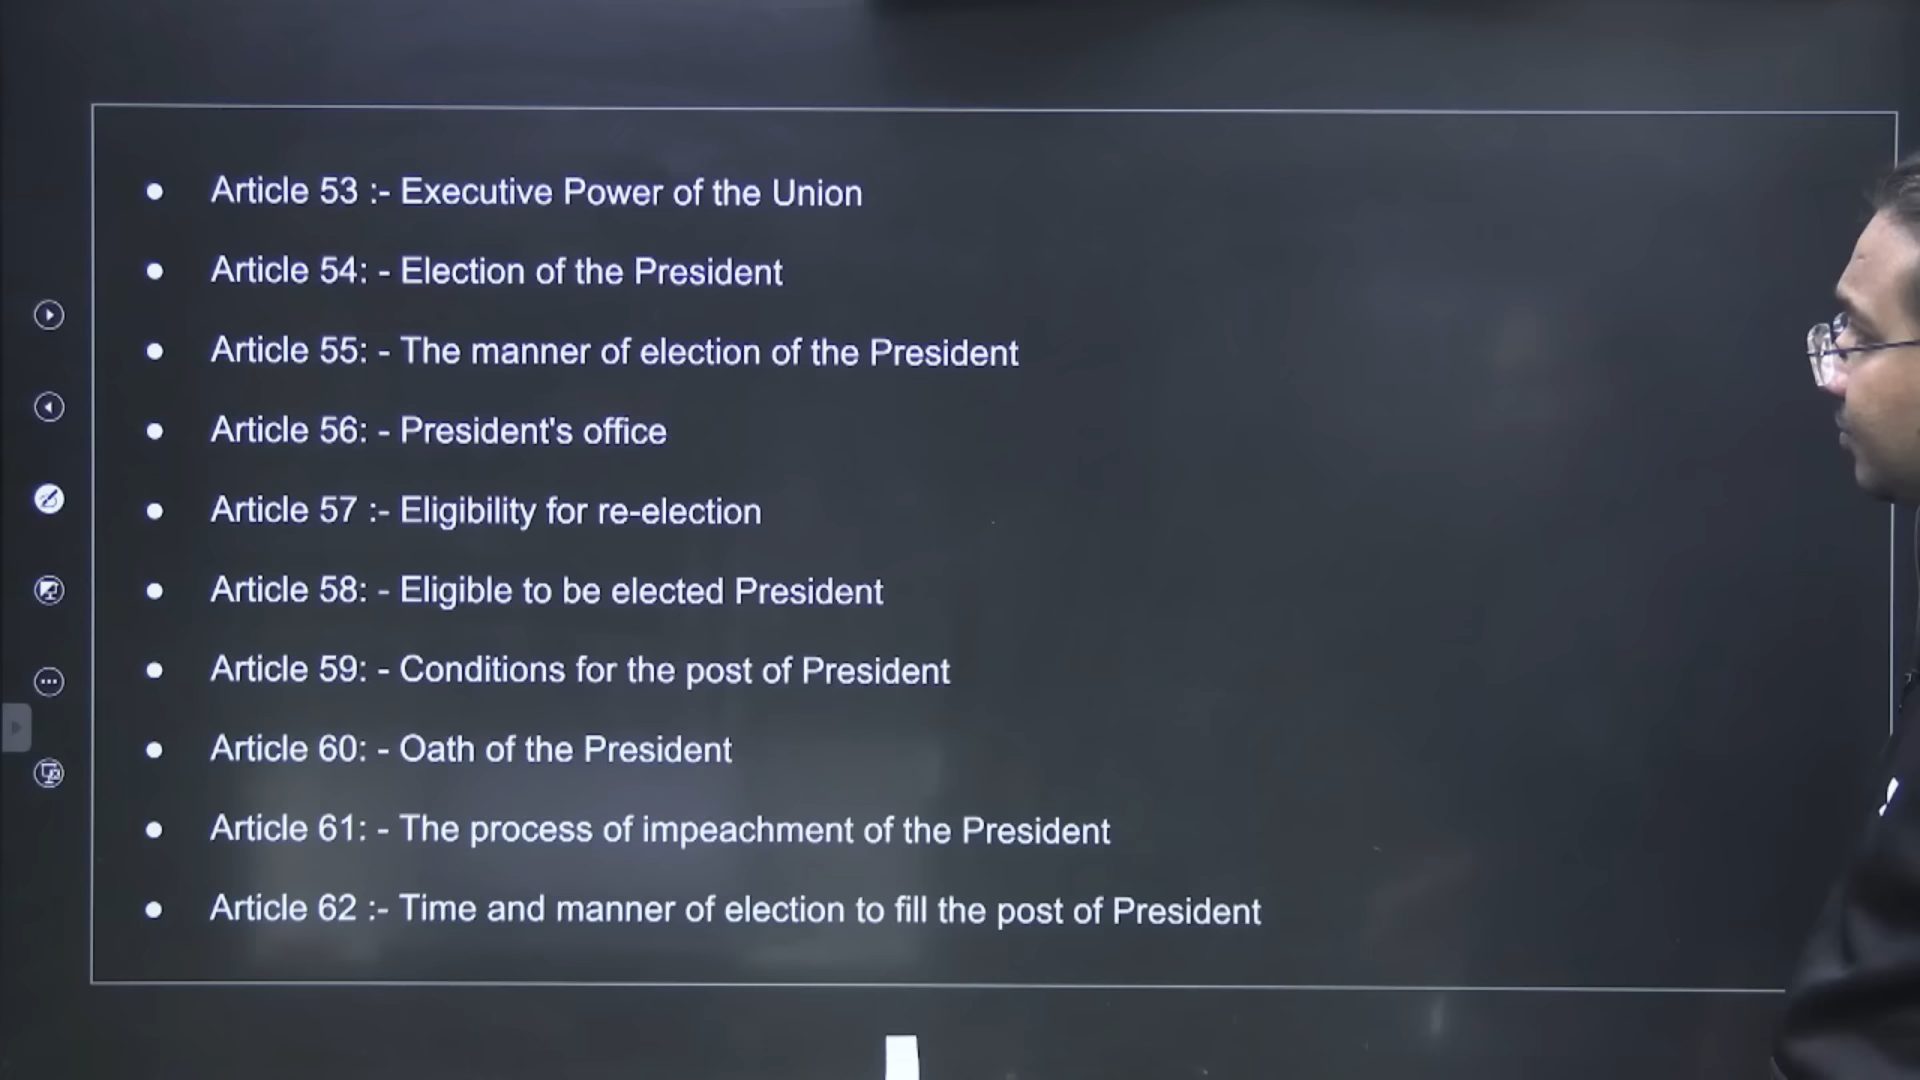 Article 53 :- Executive Power of the Union
Article 54: - Election of the President
Article 55: - The manner of election of the President
Article 56: - President's office
Article 57 :- Eligibility for re-election
Article 58: - Eligible to be elected President
Article 59: - Conditions for the post of President
Article 60: - Oath of the President
Article 61: - The process of impeachment of the President
Article 62 :- Time and manner of election to fill the post of President